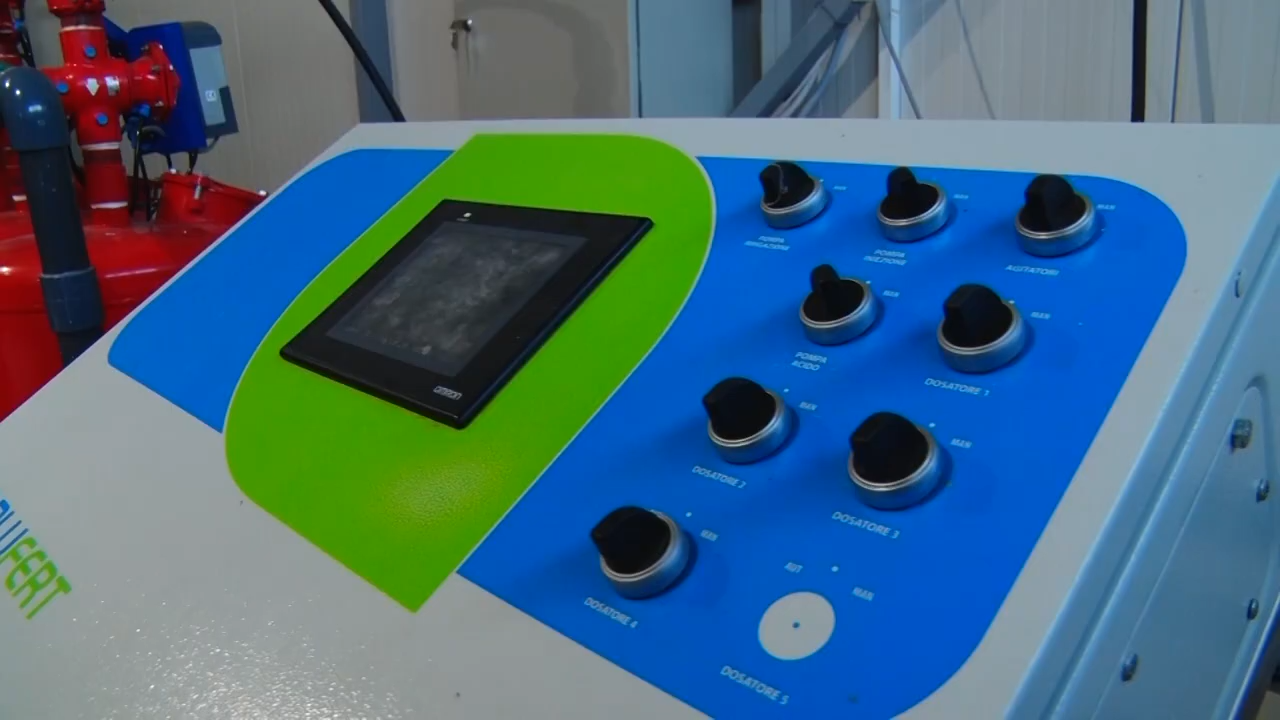 omron
MAN
POMPA
IRRIGAZIONE
MAN
POMPA
INIEZIONE
MAN
AGITATORI
MAN
POMPA
ACIDO
MAN
DOSATORE 1
MAN
DOSATORE 2
MAN
DOSATORE 3
MAN
DOSATORE 4
AUT
MAN
DOSATORE 5
LUFERT